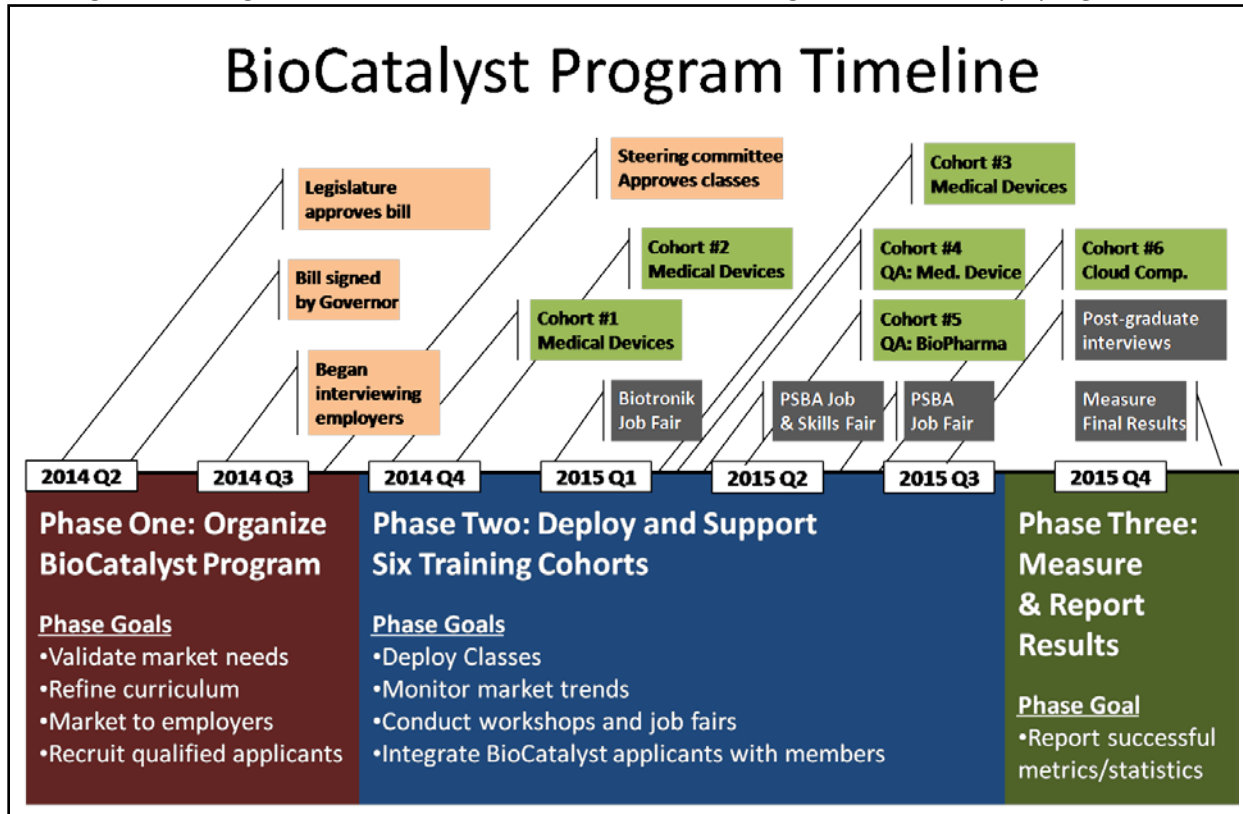 BioCatalyst Program Timeline
Legislature
approves bill
Steering committee
Approves classes
Cohort #3
Medical Devices
Bill signed
by Governor
Cohort #2
Medical Devices
Cohort #4
QA: Med. Device
Cohort #6
Cloud Comp.
Began
interviewing
employers
Cohort #1
Medical Devices
Cohort #5
QA: BioPharma
Post-graduate
interviews
Biotronik
Job Fair
PSBA Job
& Skills Fair
PSBA
Job Fair
Measure
Final Results
2014 Q2
2014 Q3
2014 Q4
2015 Q1
2015 Q2
2015 Q3
2015 Q4
Phase One: Organize
BioCatalyst Program
Phase Goals
•Validate market needs
•Refine curriculum
•Market to employers
•Recruit qualified applicants
Phase Two: Deploy and Support
Six Training Cohorts
Phase Goals
•Deploy Classes
•Monitor market trends
•Conduct workshops and job fairs
•Integrate BioCatalyst applicants with members
Phase Three:
Measure
& Report
Results
Phase Goal
•Report successful
metrics/statistics